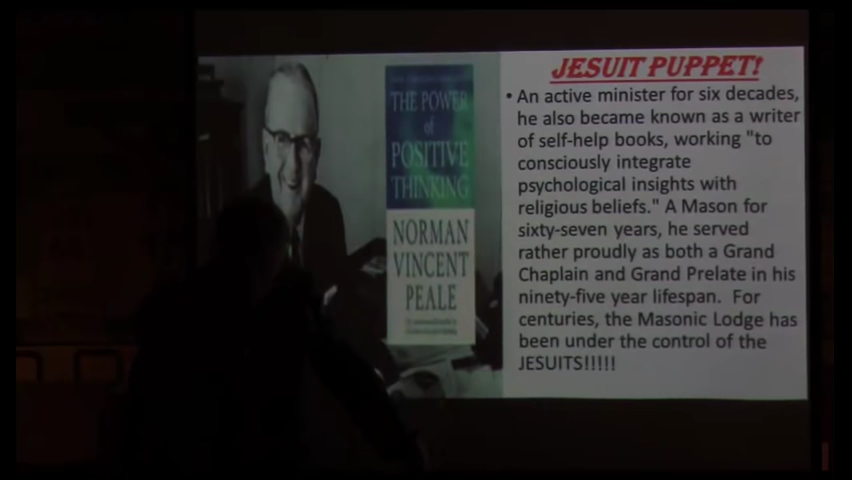 THE POWER
of
POSITIVE
THINKING
NORMAN
VINCENT
PEALE
JESUIT PUPPET!
• An active minister for six decades,
he also became known as a writer
of self-help books, working "to
consciously integrate
psychological insights with
religious beliefs." A Mason for
sixty-seven years, he served
rather proudly as both a Grand
Chaplain and Grand Prelate in his
ninety-five year lifespan. For
centuries, the Masonic Lodge has
been under the control of the
JESUITS!!!!!